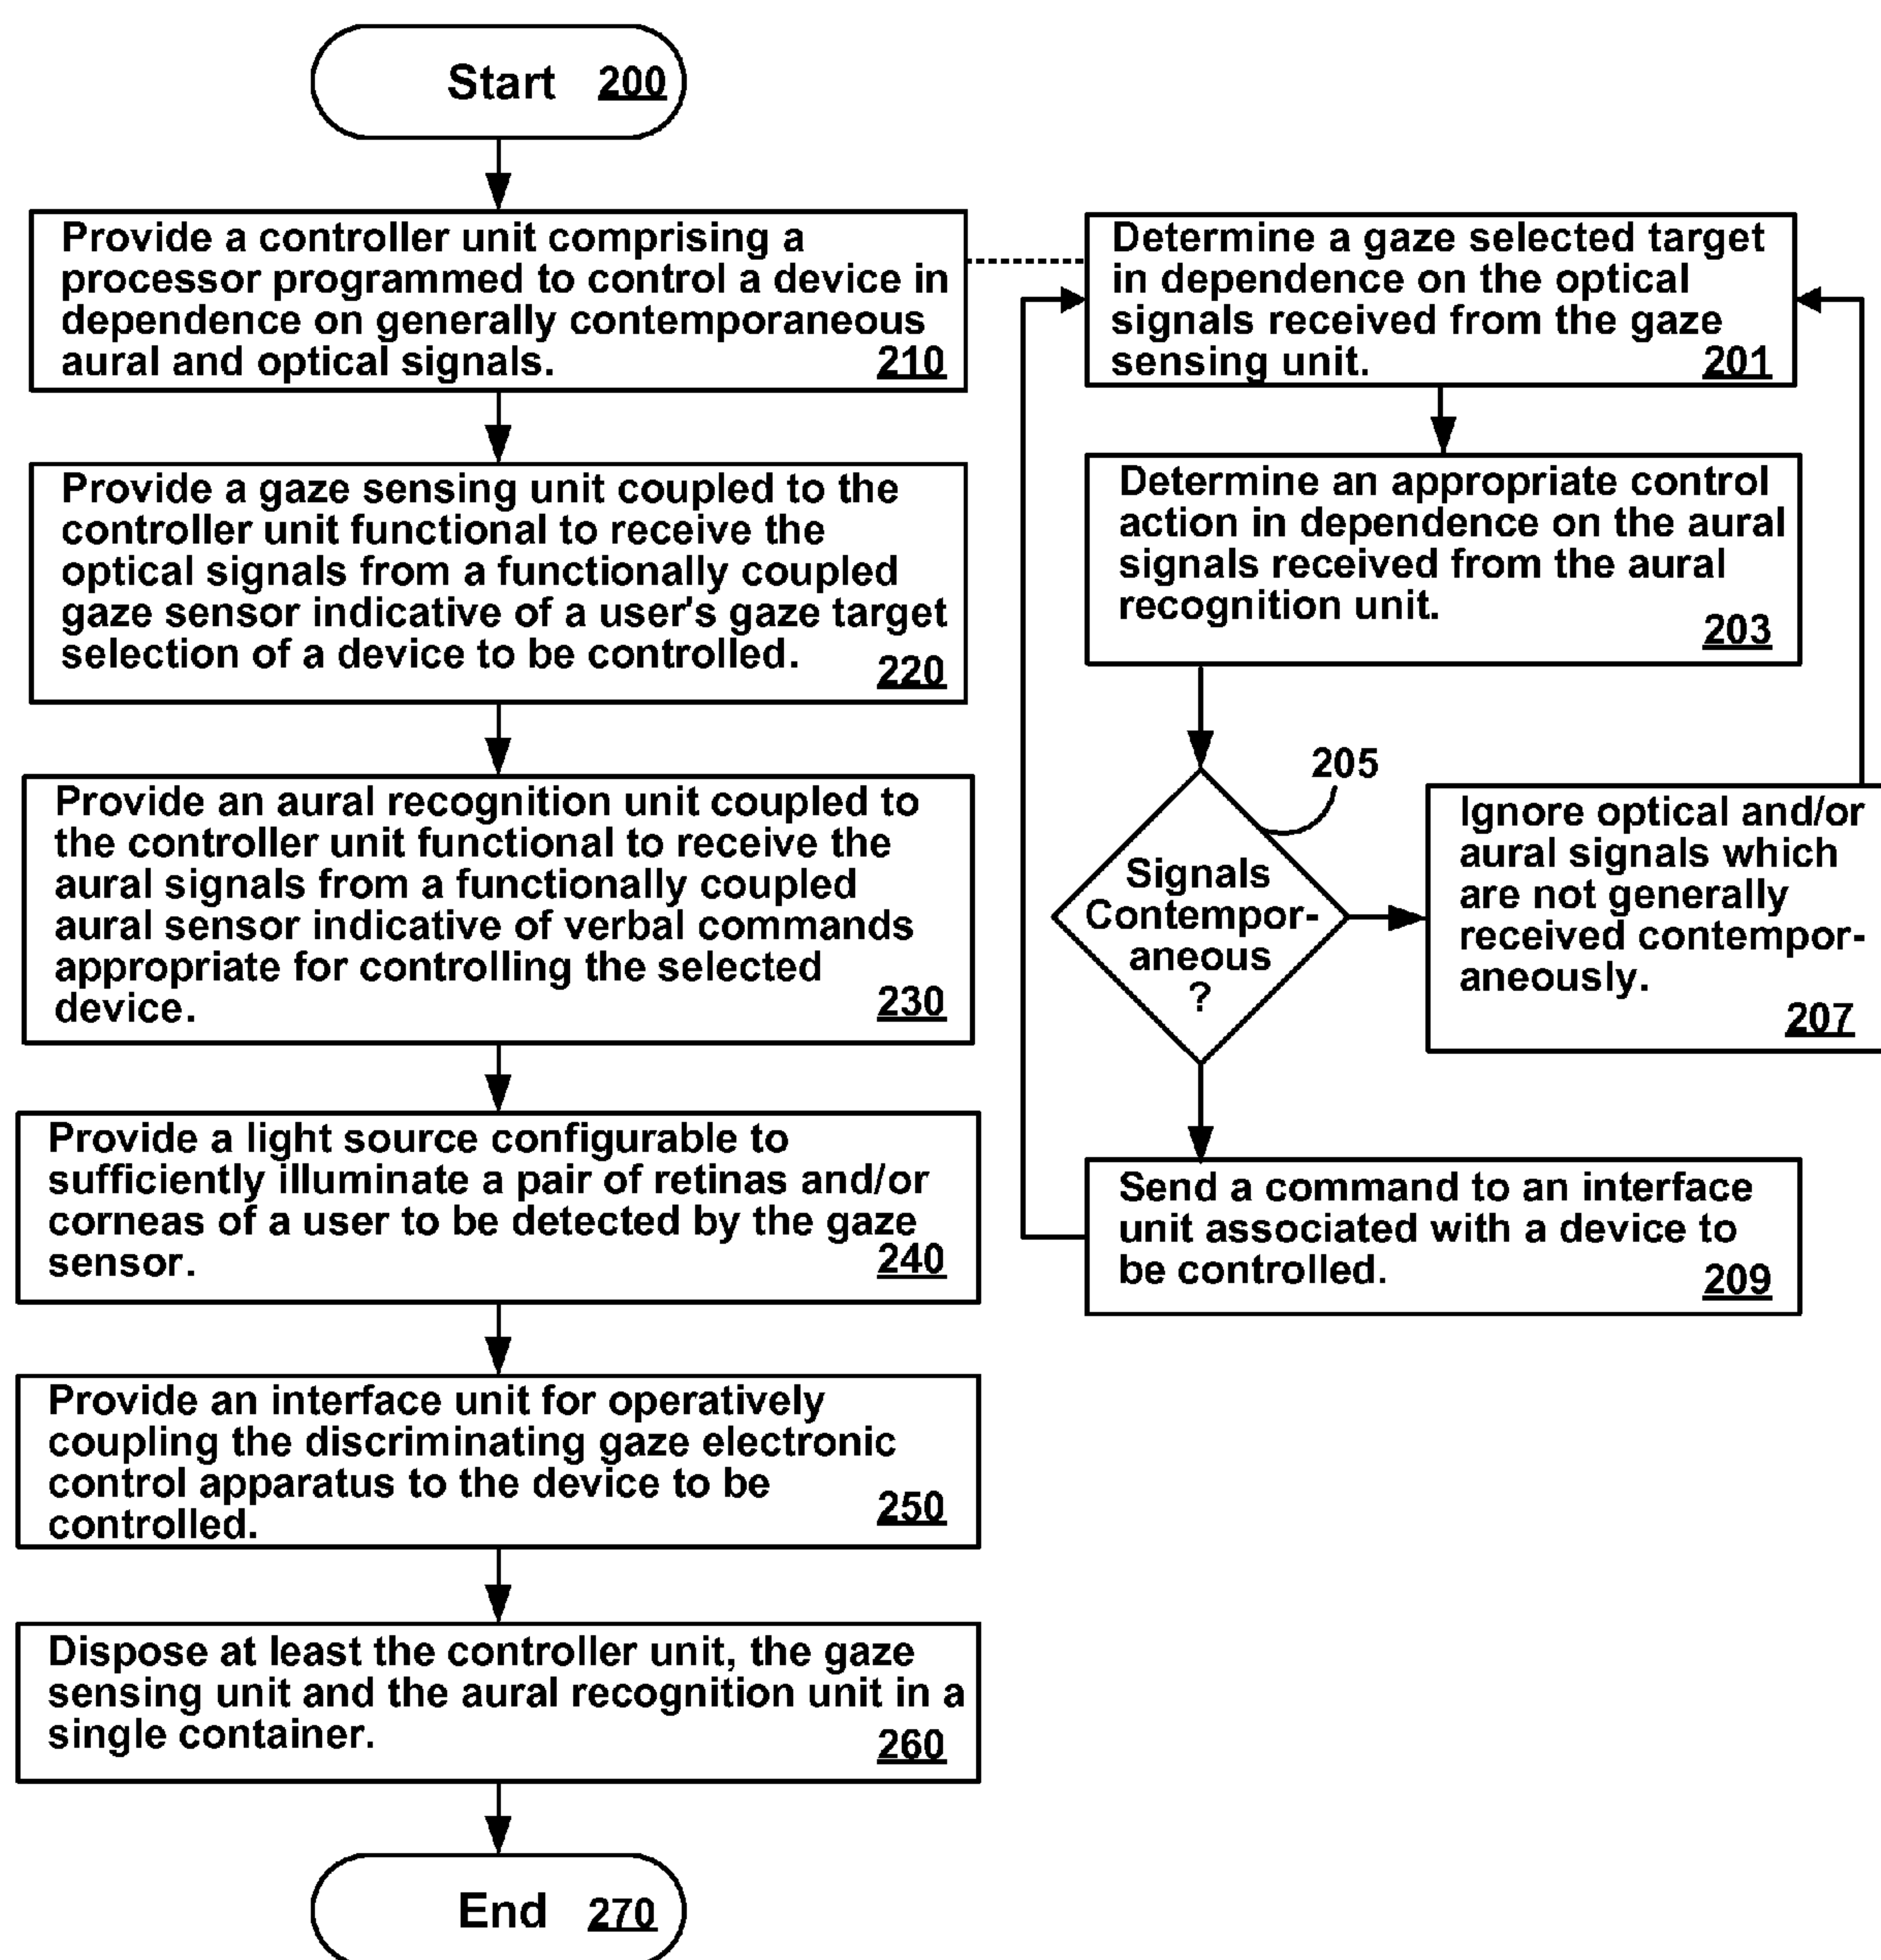 Start 200
Provide a controller unit comprising a
processor programmed to control a device in
dependence on generally contemporaneous
aural and optical signals. 210
Provide a gaze sensing unit coupled to the
controller unit functional to receive the
optical signals from a functionally coupled
gaze sensor indicative of a user's gaze target
selection of a device to be controlled. 220
Provide an aural recognition unit coupled to
the controller unit functional to receive the
aural signals from a functionally coupled
aural sensor indicative of verbal commands
appropriate for controlling the selected
device. 230
Provide a light source configurable to
sufficiently illuminate a pair of retinas and/or
corneas of a user to be detected by the gaze
sensor. 240
Provide an interface unit for operatively
coupling the discriminating gaze electronic
control apparatus to the device to be
controlled. 250
Dispose at least the controller unit, the gaze
sensing unit and the aural recognition unit in a
single container. 260
End 270
Determine a gaze selected target
in dependence on the optical
signals received from the gaze
sensing unit. 201
Determine an appropriate control
action in dependence on the aural
signals received from the aural
recognition unit. 203
205
Signals
Contempor-
aneous
?
Ignore optical and/or
aural signals which
are not generally
received contempor-
aneously.
207
Send a command to an interface
unit associated with a device to
be controlled. 209